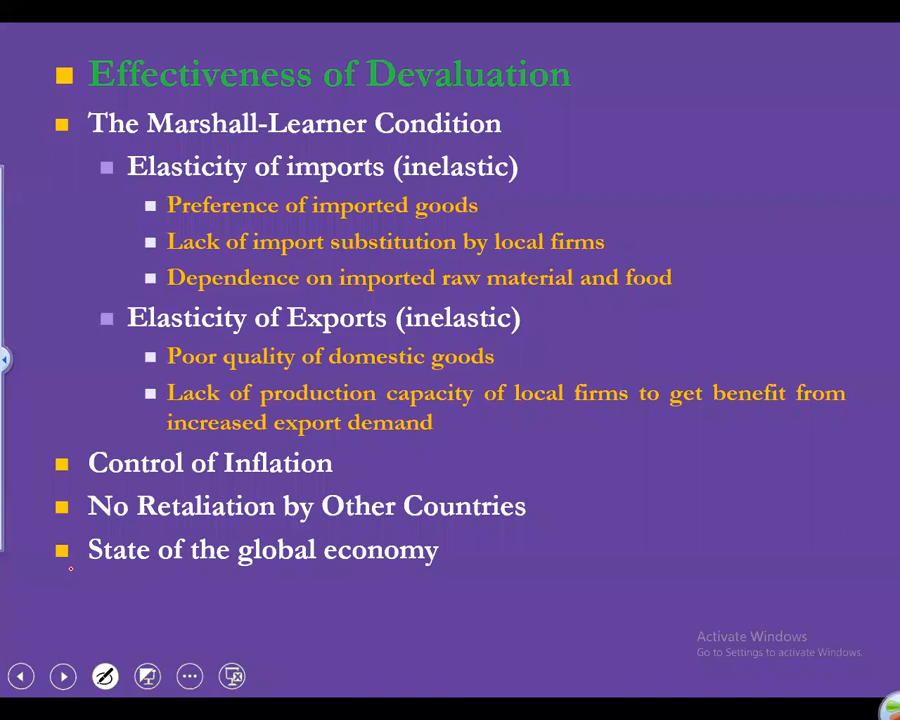 Effectiveness of Devaluation
The Marshall-Learner Condition
Elasticity of imports (inelastic)
Preference of imported goods
Lack of import substitution by local firms
Dependence on imported raw material and food
Elasticity of Exports (inelastic)
Poor quality of domestic goods
Lack of production capacity of local firms to get benefit from
increased export demand
Control of Inflation
No Retaliation by Other Countries
State of the global economy
Activate Windows
Go to Settings to activate Windows.